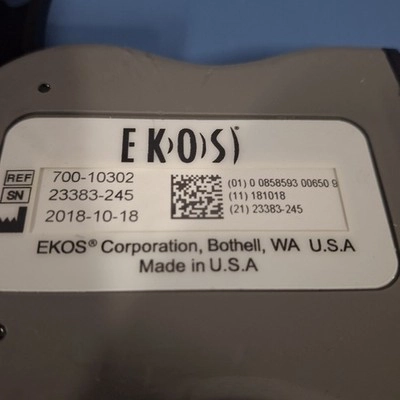 EKOS
REF 700-10302
SN 23383-245
2018-10-18
(01) 0 0858593 00650 9
(11) 181018
(21) 23383-245
EKOS® Corporation, Bothell, WA U.S.A
Made in U.S.A